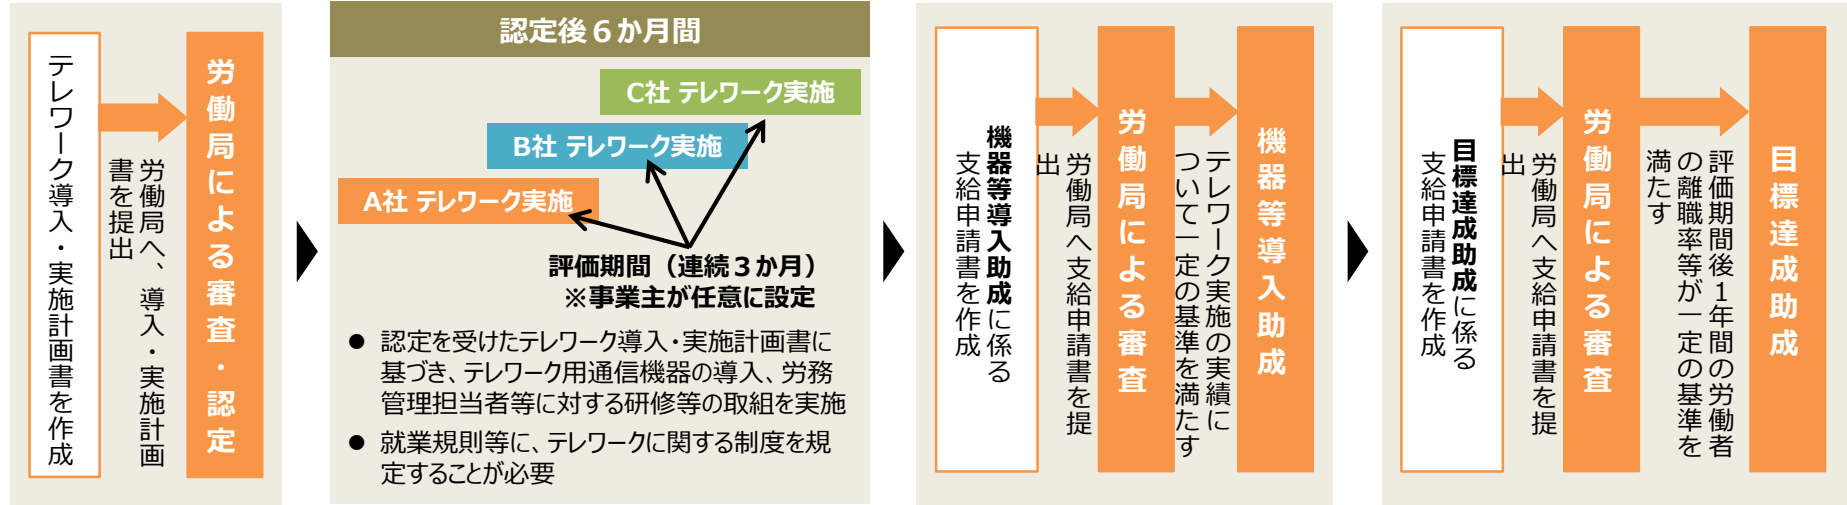 テレワーク導入・実施計画書を作成
労働局へ、導入・実施計画
書を提出
労働局による審査・認定
認定後６か月間
C社 テレワーク実施
B社 テレワーク実施
A社 テレワーク実施
評価期間（連続３か月）
※事業主が任意に設定
● 認定を受けたテレワーク導入・実施計画書に
基づき、テレワーク用通信機器の導入、労務
管理担当者等に対する研修等の取組を実施
● 就業規則等に、テレワークに関する制度を規
定することが必要
機器等導入助成に係る
支給申請書を作成
労働局へ支給申請書を提
出
労働局による審査
テレワーク実施の実績に
ついて一定の基準を満たす
機器等導入助成
目標達成助成に係る
支給申請書を作成
労働局へ支給申請書を提
出
労働局による審査
評価期間後１年間の労働者
の離職率等が一定の基準を
満たす
目標達成助成